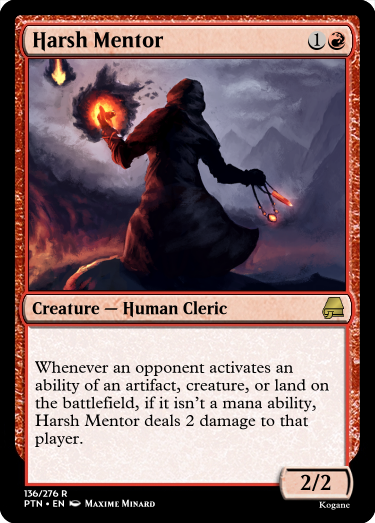 Harsh Mentor 1
Creature — Human Cleric
Whenever an opponent activates an
ability of an artifact, creature, or land on
the battlefield, if it isn't a mana ability,
Harsh Mentor deals 2 damage to that
player.
2/2
136/276 R
PTN • EN Maxime Minard
Kogane